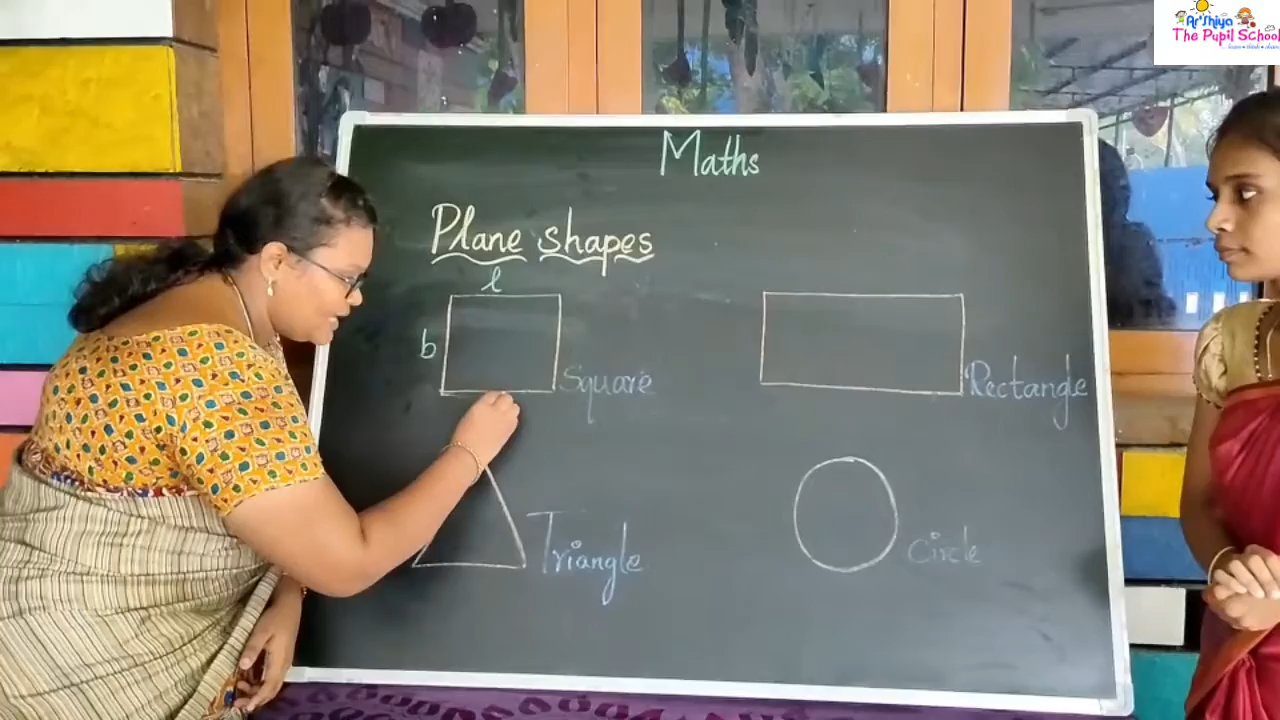 Ar'Shiya
The Pupil School
Maths
Plane shapes
l
b
Square
Rectangle
Triangle
Circle